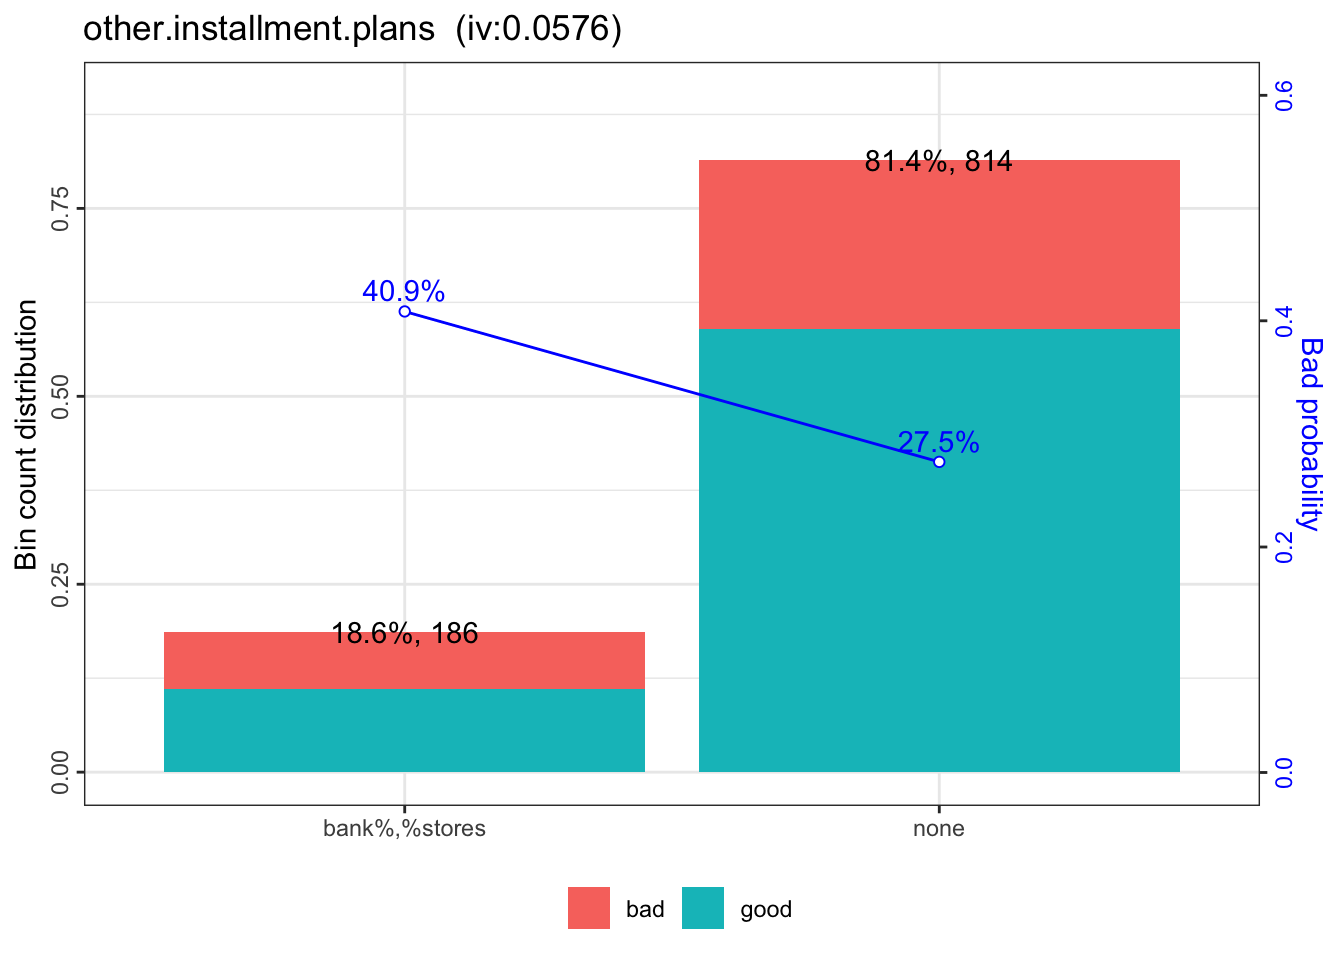 other.installment.plans  (iv:0.0576)
0.6
81.4%, 814
0.75
40.9%
0.4
Bin count distribution
Bad probability
0.50
27.5%
0.2
0.25
18.6%, 186
0.00
0.0
bank%,%stores
none
bad
good